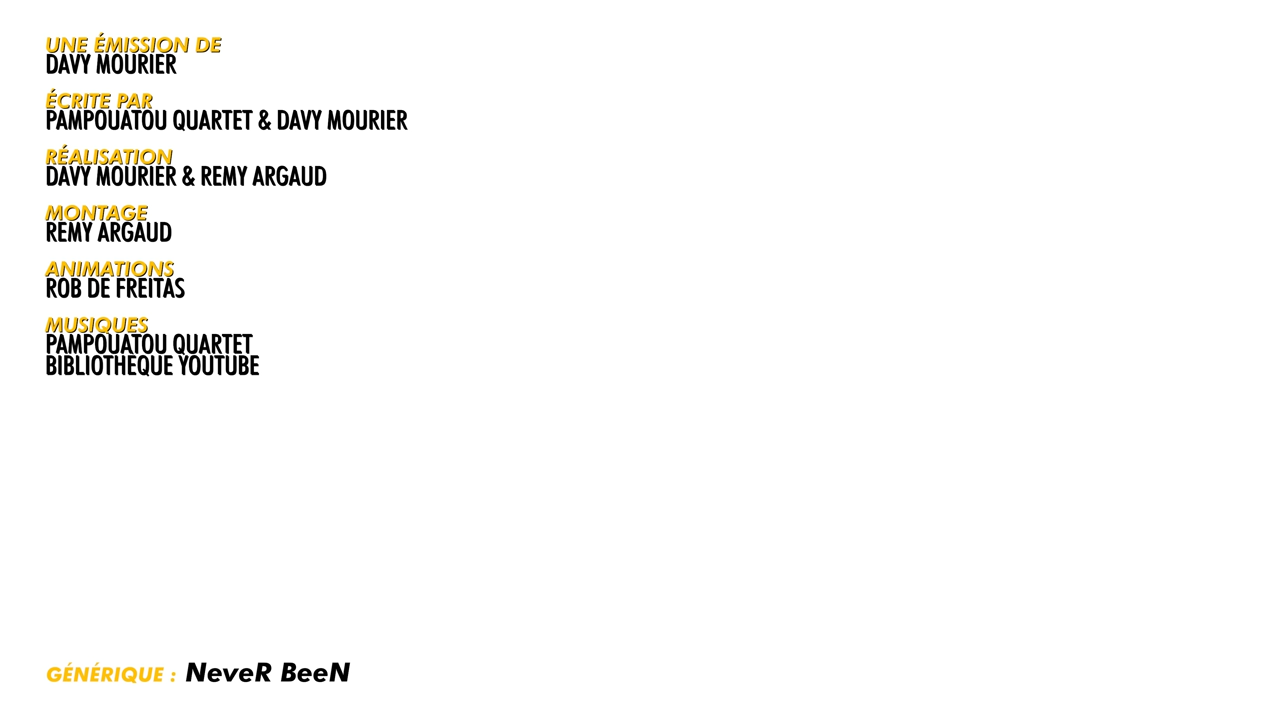 UNE ÉMISSION DE
DAVY MOURIER
ÉCRITE PAR
PAMPOUATOU QUARTET & DAVY MOURIER
RÉALISATION
DAVY MOURIER & REMY ARGAUD
MONTAGE
REMY ARGAUD
ANIMATIONS
ROB DE FREITAS
MUSIQUES
PAMPOUATOU QUARTET
BIBLIOTHÈQUE YOUTUBE
GÉNÉRIQUE : NeveR BeeN